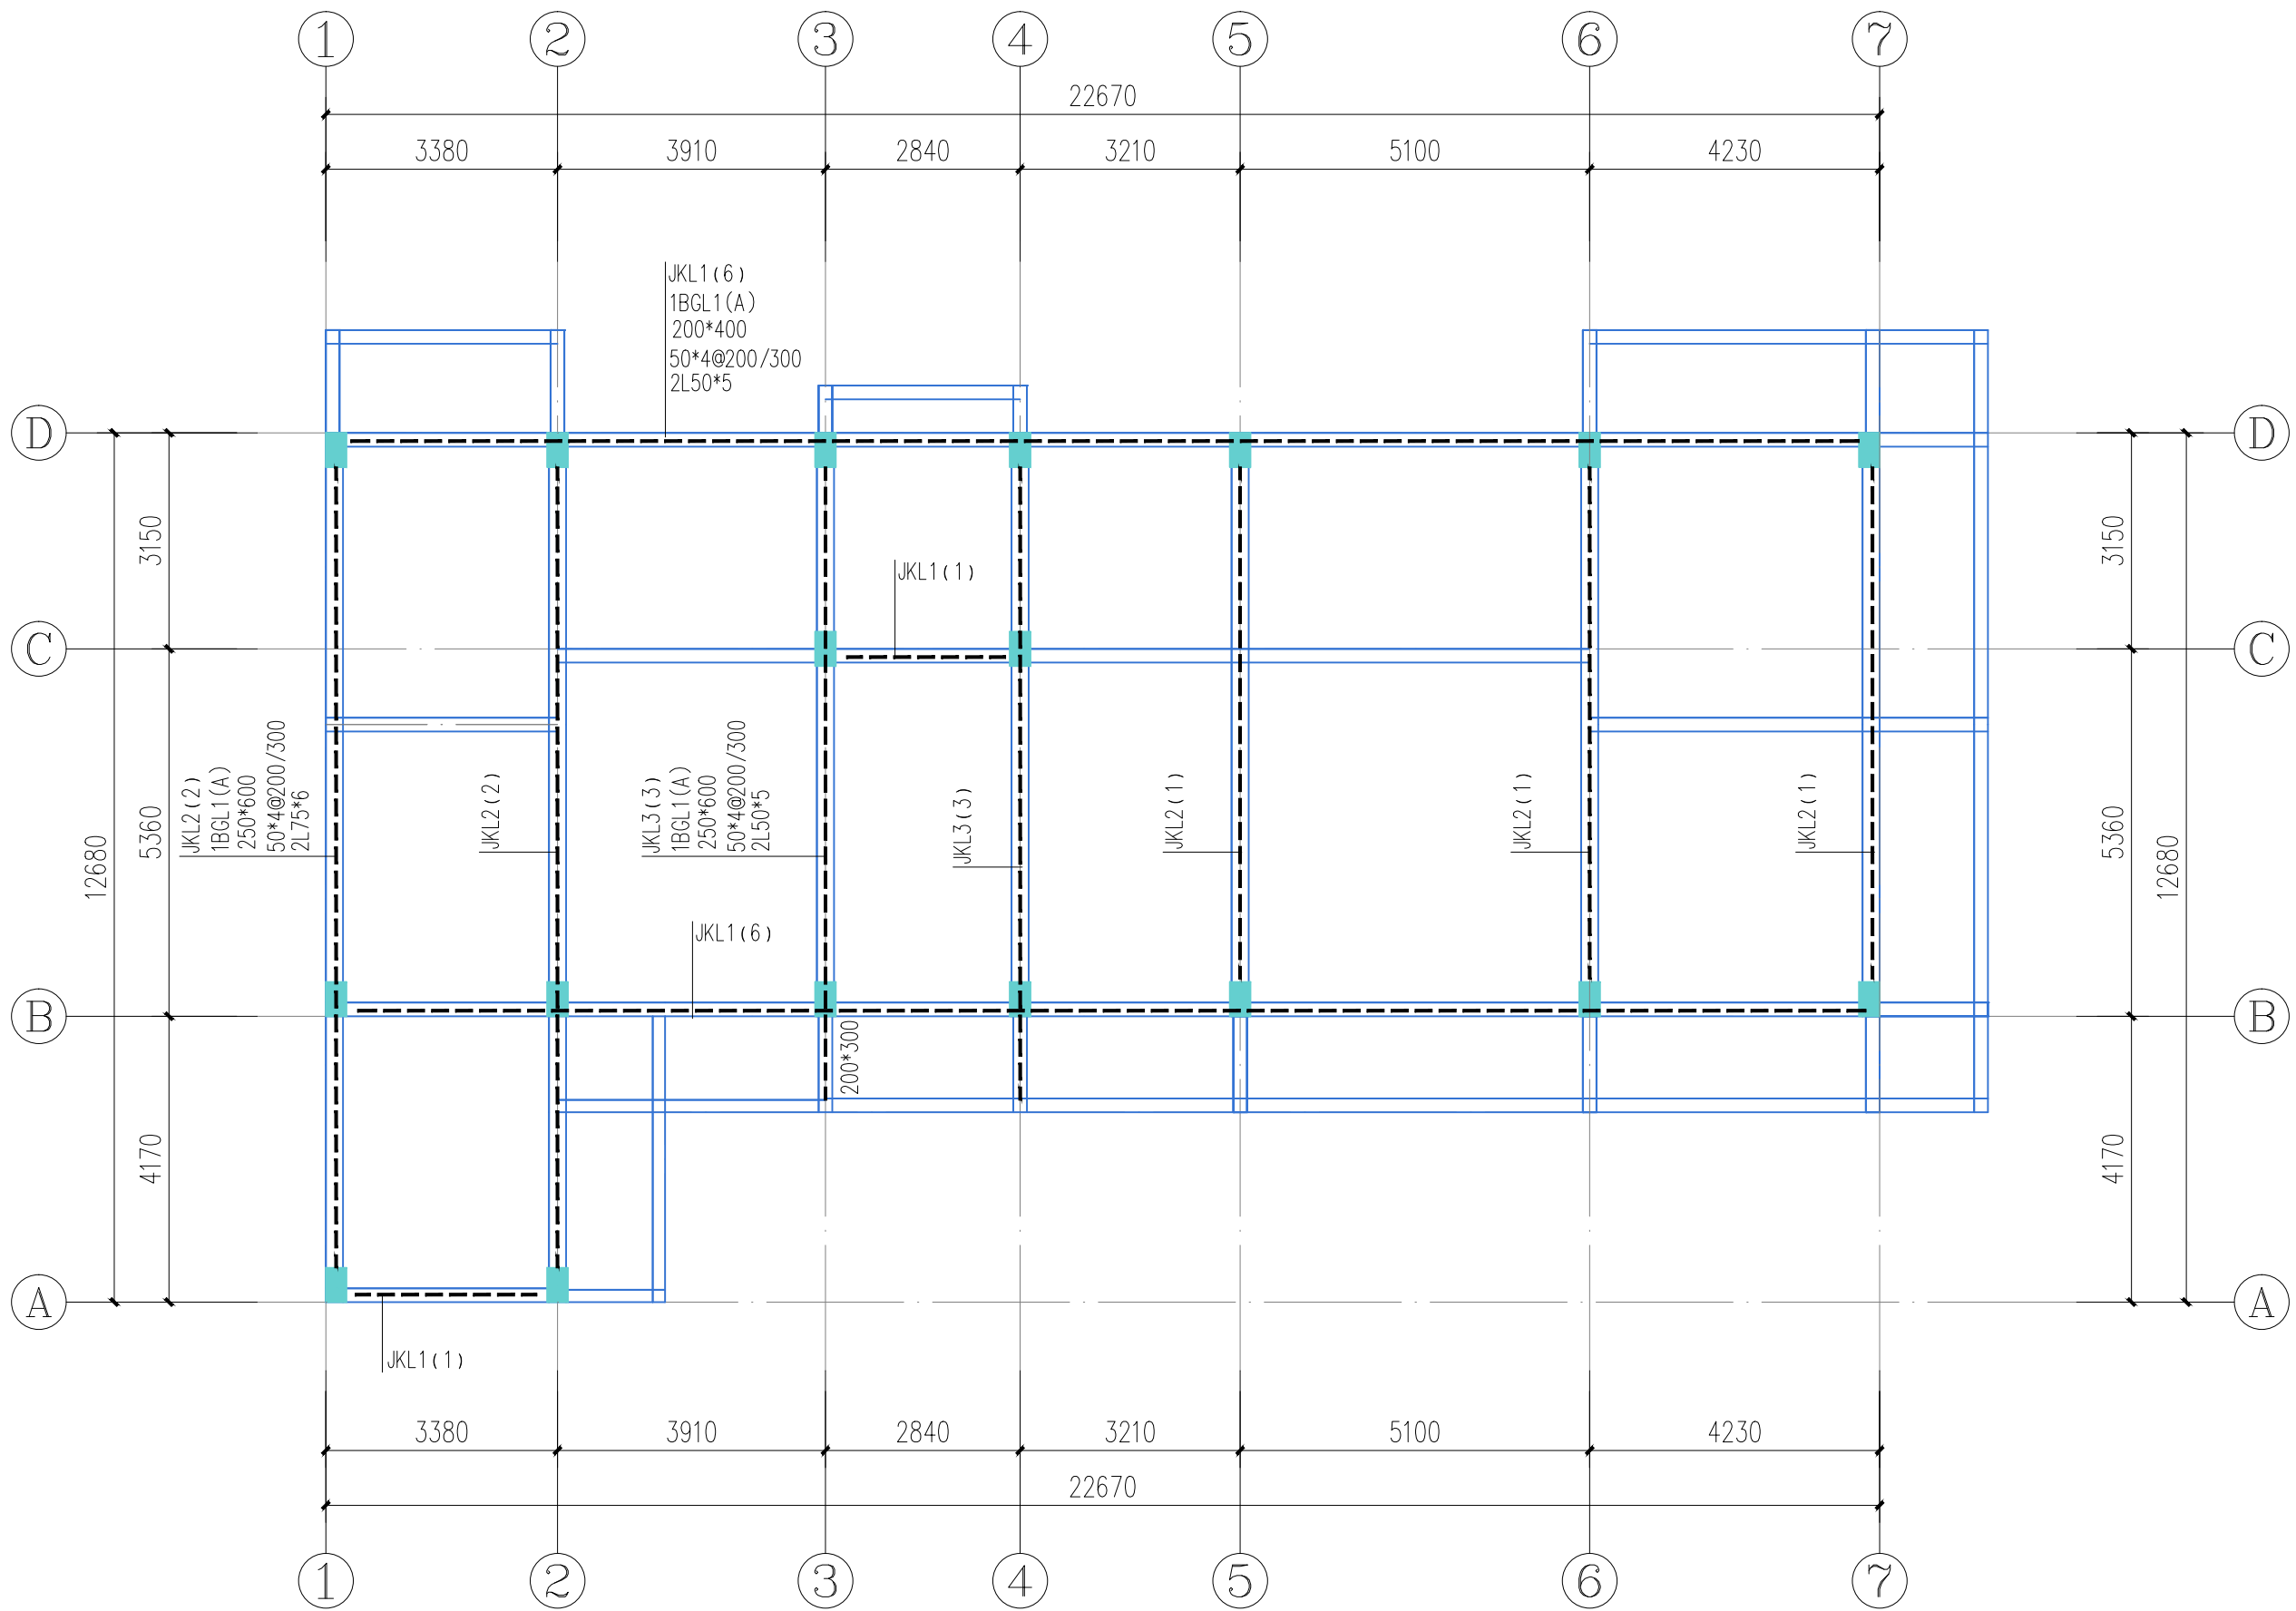 1 2 3 4 5 6 7
22670
3380 3910 2840 3210 5100 4230
JKL1(6)
1BGL1(A)
200*400
50*4@200/300
2L50*5
D D
3150 3150
JKL1(1)
C C
JKL2(2)
1BGL1(A)
250*600
50*4@200/300
2L75*6
JKL2(2)
JKL3(3)
1BGL1(A)
250*600
50*4@200/300
2L50*5
JKL3(3)
JKL2(1)
JKL2(1)
JKL2(1)
12680 5360 5360 12680
JKL1(6)
B B
200*300
4170 4170
A A
JKL1(1)
3380 3910 2840 3210 5100 4230
22670
1 2 3 4 5 6 7